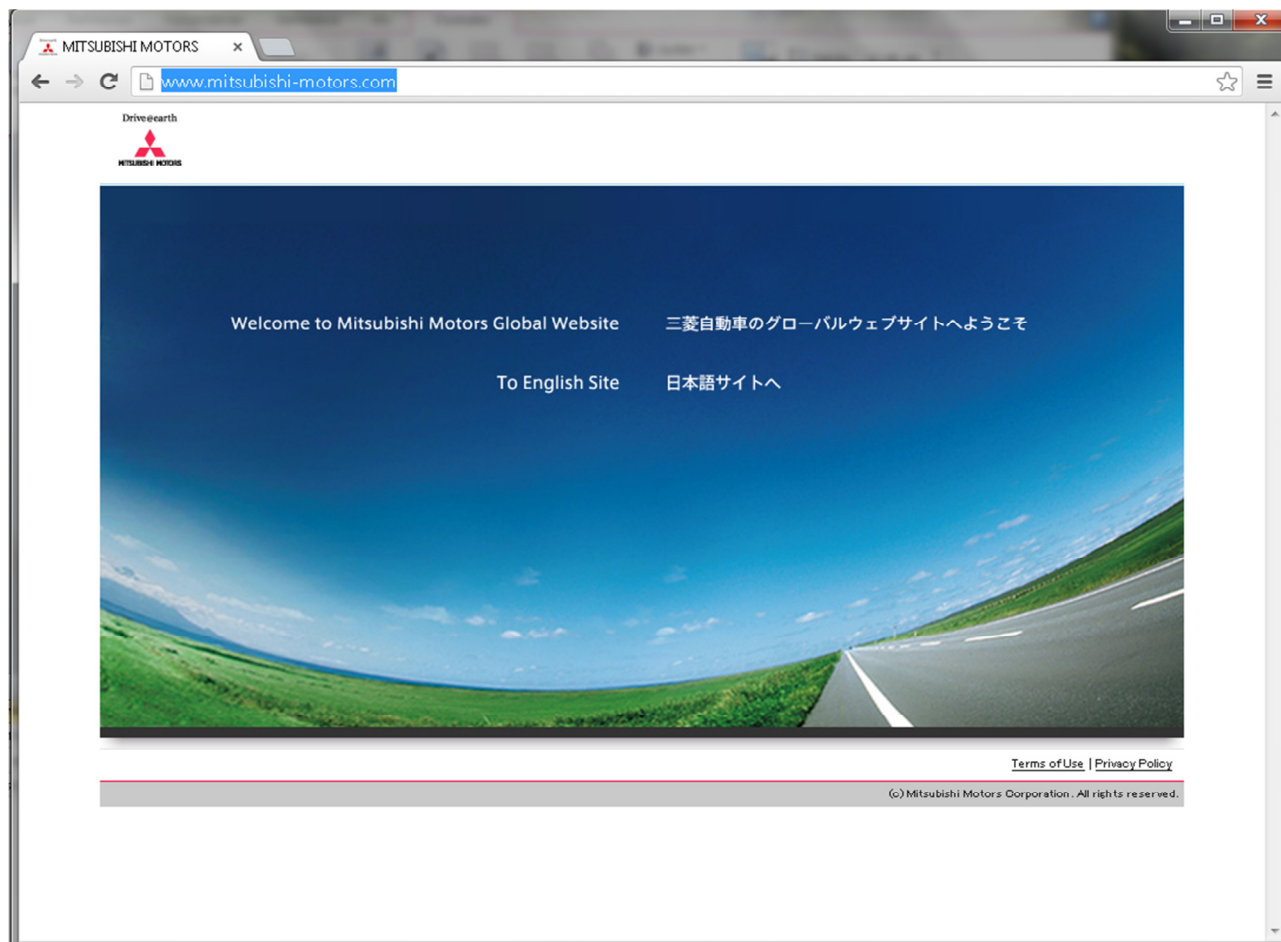 MITSUBISHI MOTORS
www.mitsubishi-motors.com
Drive@earth
MITSUBISHI MOTORS
Welcome to Mitsubishi Motors Global Website
三菱自動車のグローバルウェブサイトへようこそ
To English Site
日本語サイトへ
Terms of Use | Privacy Policy
(c) Mitsubishi Motors Corporation. All rights reserved.